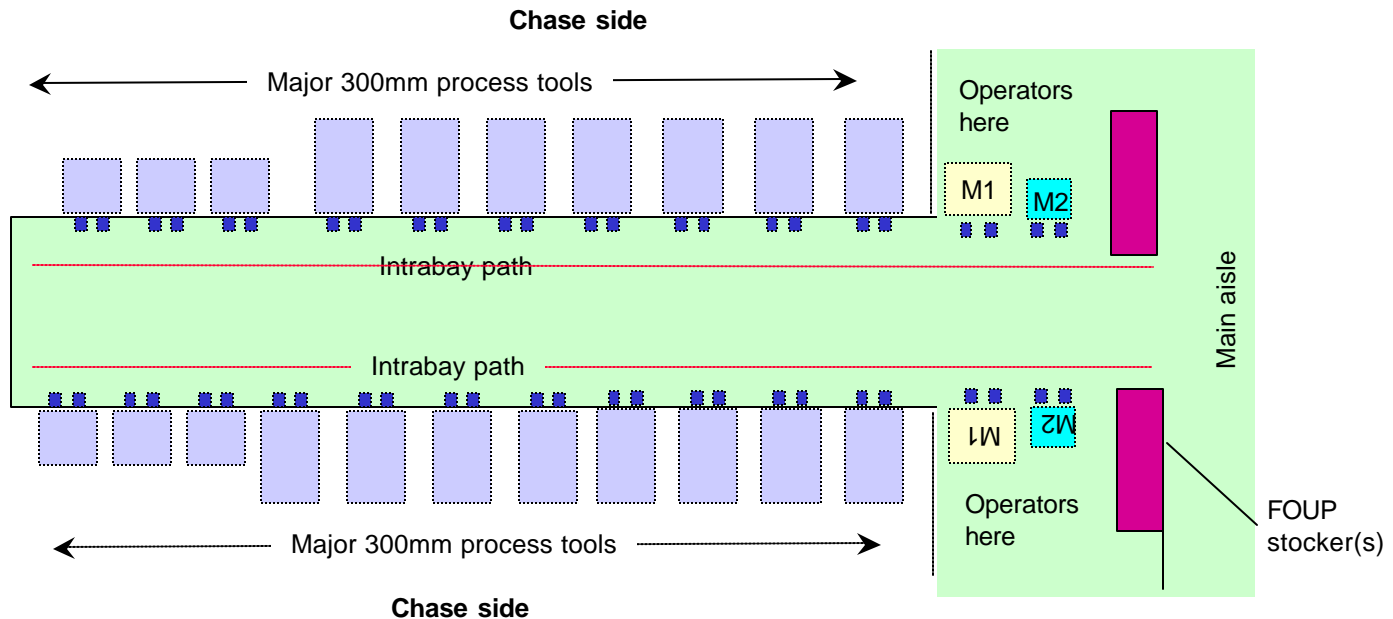 Chase side
Major 300mm process tools
Operators
here
M1
M2
Intrabay path
Main aisle
Intrabay path
M1
M2
Operators
here
FOUP
stocker(s)
Major 300mm process tools
Chase side